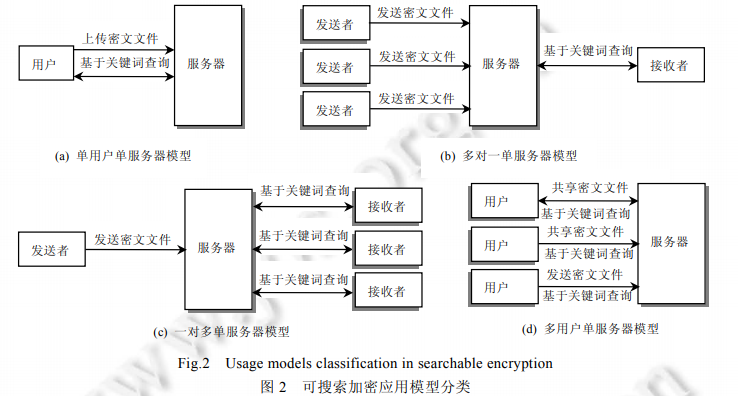 用户
上传密文文件
基于关键词查询
服务器
(a) 单用户单服务器模型
发送者
发送密文文件
发送者
发送密文文件
发送者
发送密文文件
服务器
基于关键词查询
接收者
(b) 多对一单服务器模型
发送者
发送密文文件
服务器
基于关键词查询
接收者
基于关键词查询
接收者
基于关键词查询
接收者
(c) 一对多单服务器模型
用户
共享密文文件
基于关键词查询
用户
共享密文文件
基于关键词查询
用户
发送密文文件
基于关键词查询
服务器
(d) 多用户单服务器模型
Fig.2 Usage models classification in searchable encryption
图 2 可搜索加密应用模型分类